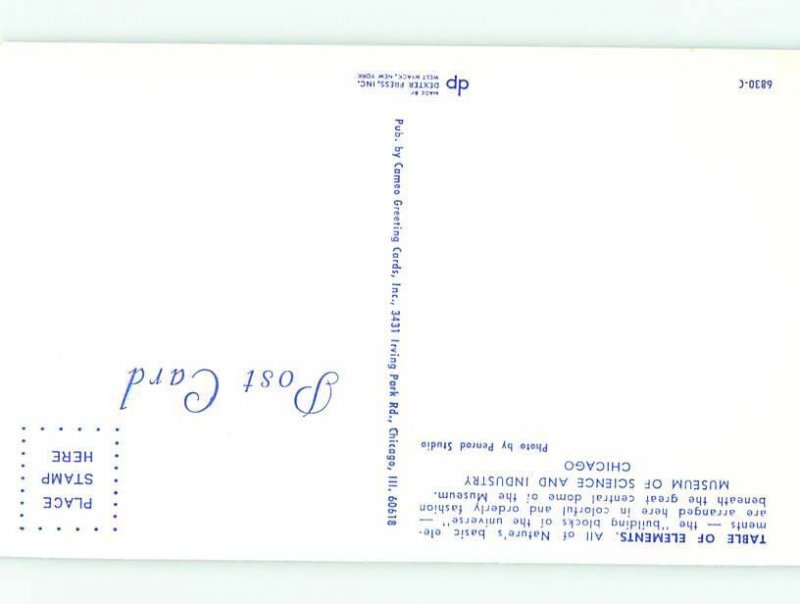 TABLE OF ELEMENTS. All of Nature's basic ele-
ments — the "building blocks of the universe" —
are arranged here in colorful and orderly fashion
beneath the great central dome of the Museum.
MUSEUM OF SCIENCE AND INDUSTRY
CHICAGO
Photo by Penrod Studio
PLACE
STAMP
HERE
Post Card
Pub. by Cameo Greeting Cards, Inc., 3431 Irving Park Rd., Chicago, Ill. 60618
6830-C
dp
MADE BY
DEXTER PRESS, INC.
WEST NYACK, NEW YORK